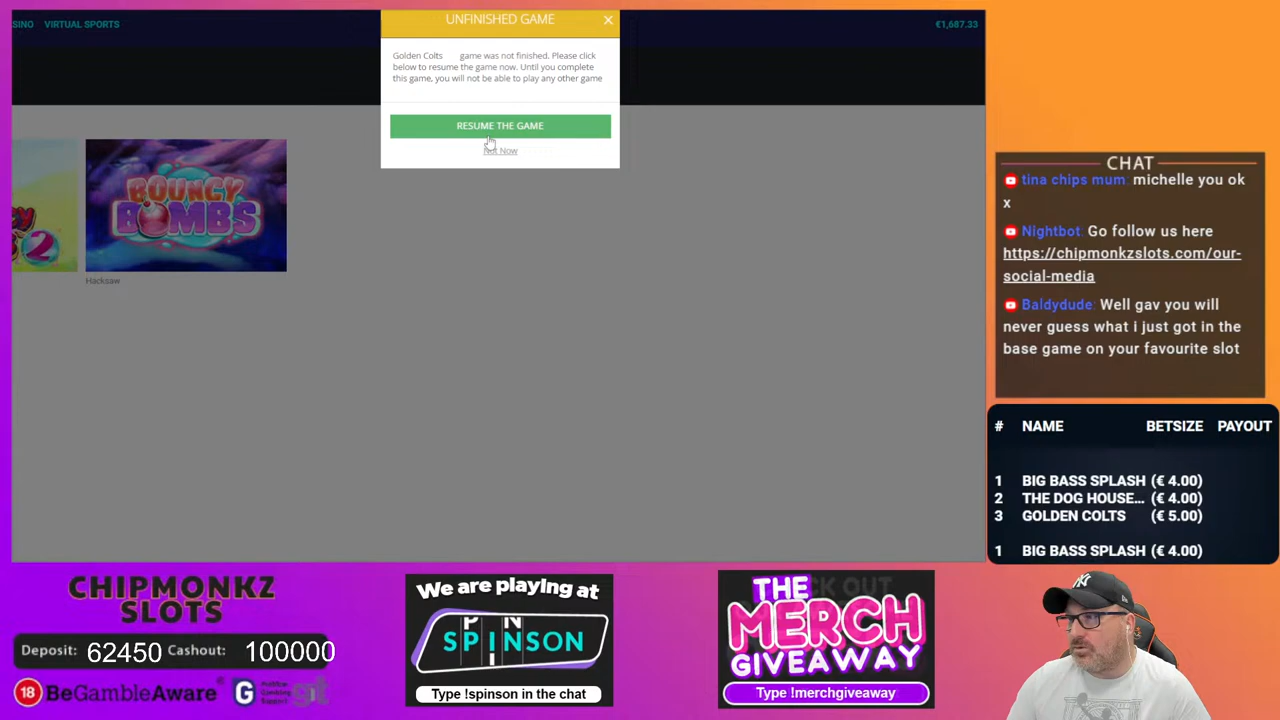 SINO VIRTUAL SPORTS
€1,687.33
UNFINISHED GAME
Golden Colts game was not finished. Please click
below to resume the game now. Until you complete
this game, you will not be able to play any other game
RESUME THE GAME
Not Now
2
BOUNCY
BOMBS
Hacksaw
CHAT
tina chips mum: michelle you ok
x
Nightbot: Go follow us here
https://chipmonkzslots.com/our-
social-media
Baldydude: Well gav you will
never guess what i just got in the
base game on your favourite slot
# NAME BETSIZE PAYOUT
1 BIG BASS SPLASH (€ 4.00)
2 THE DOG HOUSE... (€ 4.00)
3 GOLDEN COLTS (€ 5.00)
1 BIG BASS SPLASH (€ 4.00)
CHIPMONKZ
SLOTS
Deposit: 62450 Cashout: 100000
18 BeGambleAware G
We are playing at
SPINSON
Type !spinson in the chat
THE
MERCH
GIVEAWAY
Type !merchgiveaway
NY